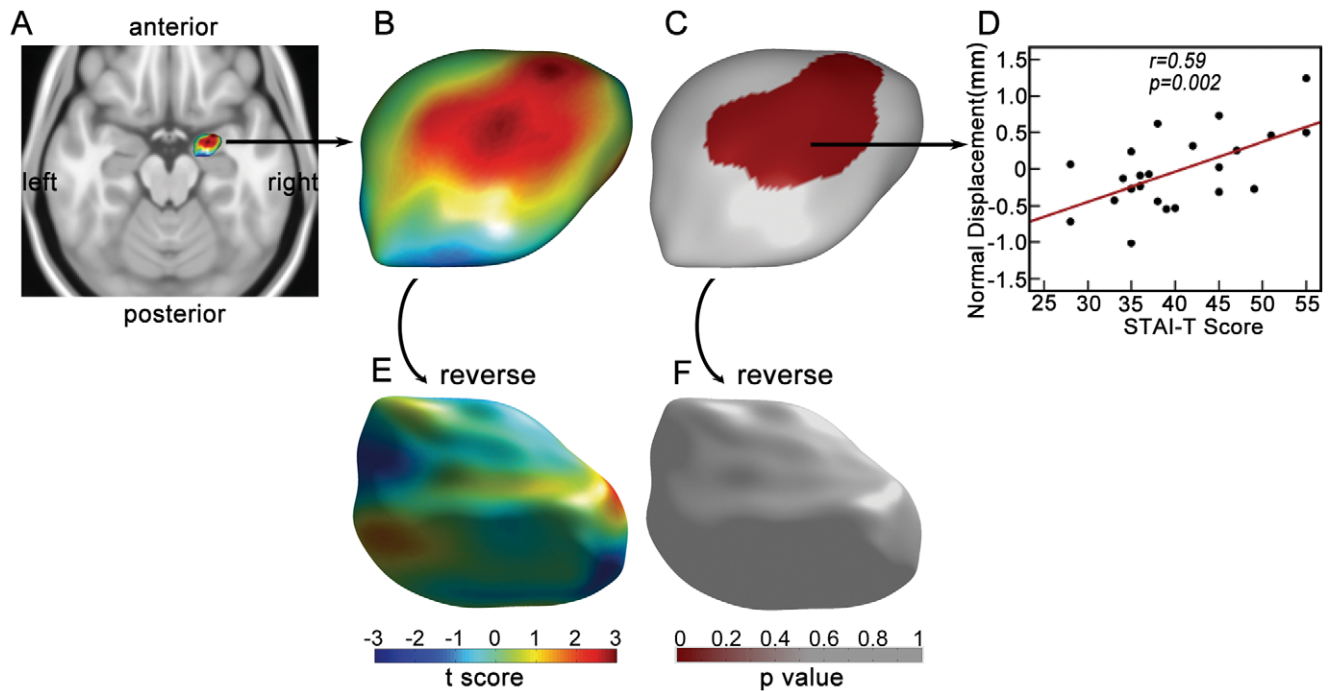 A
anterior
left
right
posterior
B
C
D
r=0.59
p=0.002
Normal Displacement(mm)
1.5
1.0
0.5
0
-0.5
-1.0
-1.5
25 30 35 40 45 50 55
STAI-T Score
E
reverse
F
reverse
-3 -2 -1 0 1 2 3
t score
0 0.2 0.4 0.6 0.8 1
p value